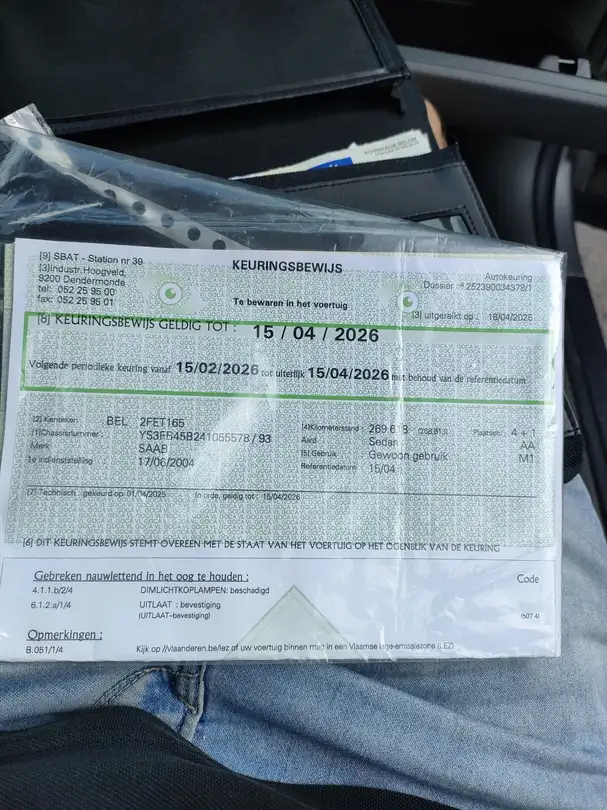 [9] SBAT - Station nr 39
[3]Industr. Hoogveld,
9200 Dendermonde
tel: 052 25 95 00
fax: 052 25 95 01
KEURINGSBEWIJS
Te bewaren in het voertuig
Autokeuring
Dossier nº 252390034378/1
[3] uitgereikt op : 18/04/2025
[8] KEURINGSBEWIJS GELDIG TOT : 15 / 04 / 2026
Volgende periodieke keuring vanaf 15/02/2026 tot uiterlijk 15/04/2026 met behoud van de referentiedatum
[2] Kenteken BEL 2FET165
[1]Chassisnummer : / 93
Merk SAAB
1e indienststelling : 17/06/2004
[4]Kilometerstand : Plaatsen: 4 + 1
Aard Sedan AA
[5] Gebruik Gewoon gebruik M1
Referentiedatum 15/04
[7] Technisch gekeurd op 01/04/2025 In orde, geldig tot : 15/04/2026
[6] DIT KEURINGSBEWIJS STEMT OVEREEN MET DE STAAT VAN HET VOERTUIG OP HET OGENBLIK VAN DE KEURING
Gebreken nauwlettend in het oog te houden : Code
4.1.1.b/2/4 DIMLICHTKOPLAMPEN: beschadigd
6.1.2.a/1/4 UITLAAT : bevestiging
(UITLAAT-bevestiging) (507.4)
Opmerkingen :
B.051/1/4 Kijk op //vlaanderen.be/lez of uw voertuig binnen mag in een Vlaamse lage-emissiezone (LEZ)